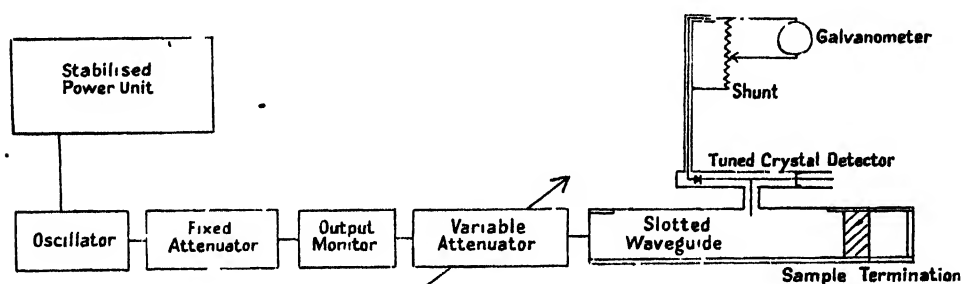 Galvanometer
Stabilised
Power Unit
Shunt
Tuned Crystal Detector
Oscillator
Fixed
Attenuator
Output
Monitor
Variable
Attenuator
Slotted
Waveguide
Sample Termination